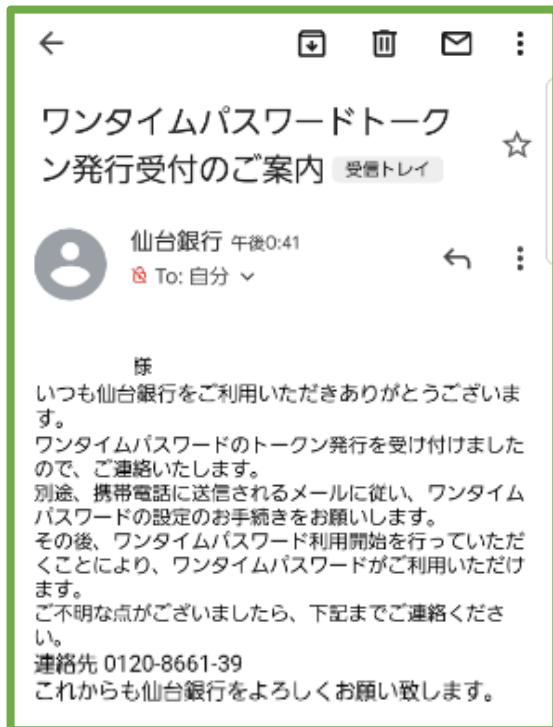 ワンタイムパスワードトーク
ン発行受付のご案内 受信トレイ
仙台銀行 午後0:41
To: 自分
様
いつも仙台銀行をご利用いただきありがとうございま
す。
ワンタイムパスワードのトークン発行を受け付けました
ので、ご連絡いたします。
別途、携帯電話に送信されるメールに従い、ワンタイム
パスワードの設定のお手続きをお願いします。
その後、ワンタイムパスワード利用開始を行っていただ
くことにより、ワンタイムパスワードがご利用いただけ
ます。
ご不明な点がございましたら、下記までご連絡くださ
い。
連絡先 0120-8661-39
これからも仙台銀行をよろしくお願い致します。